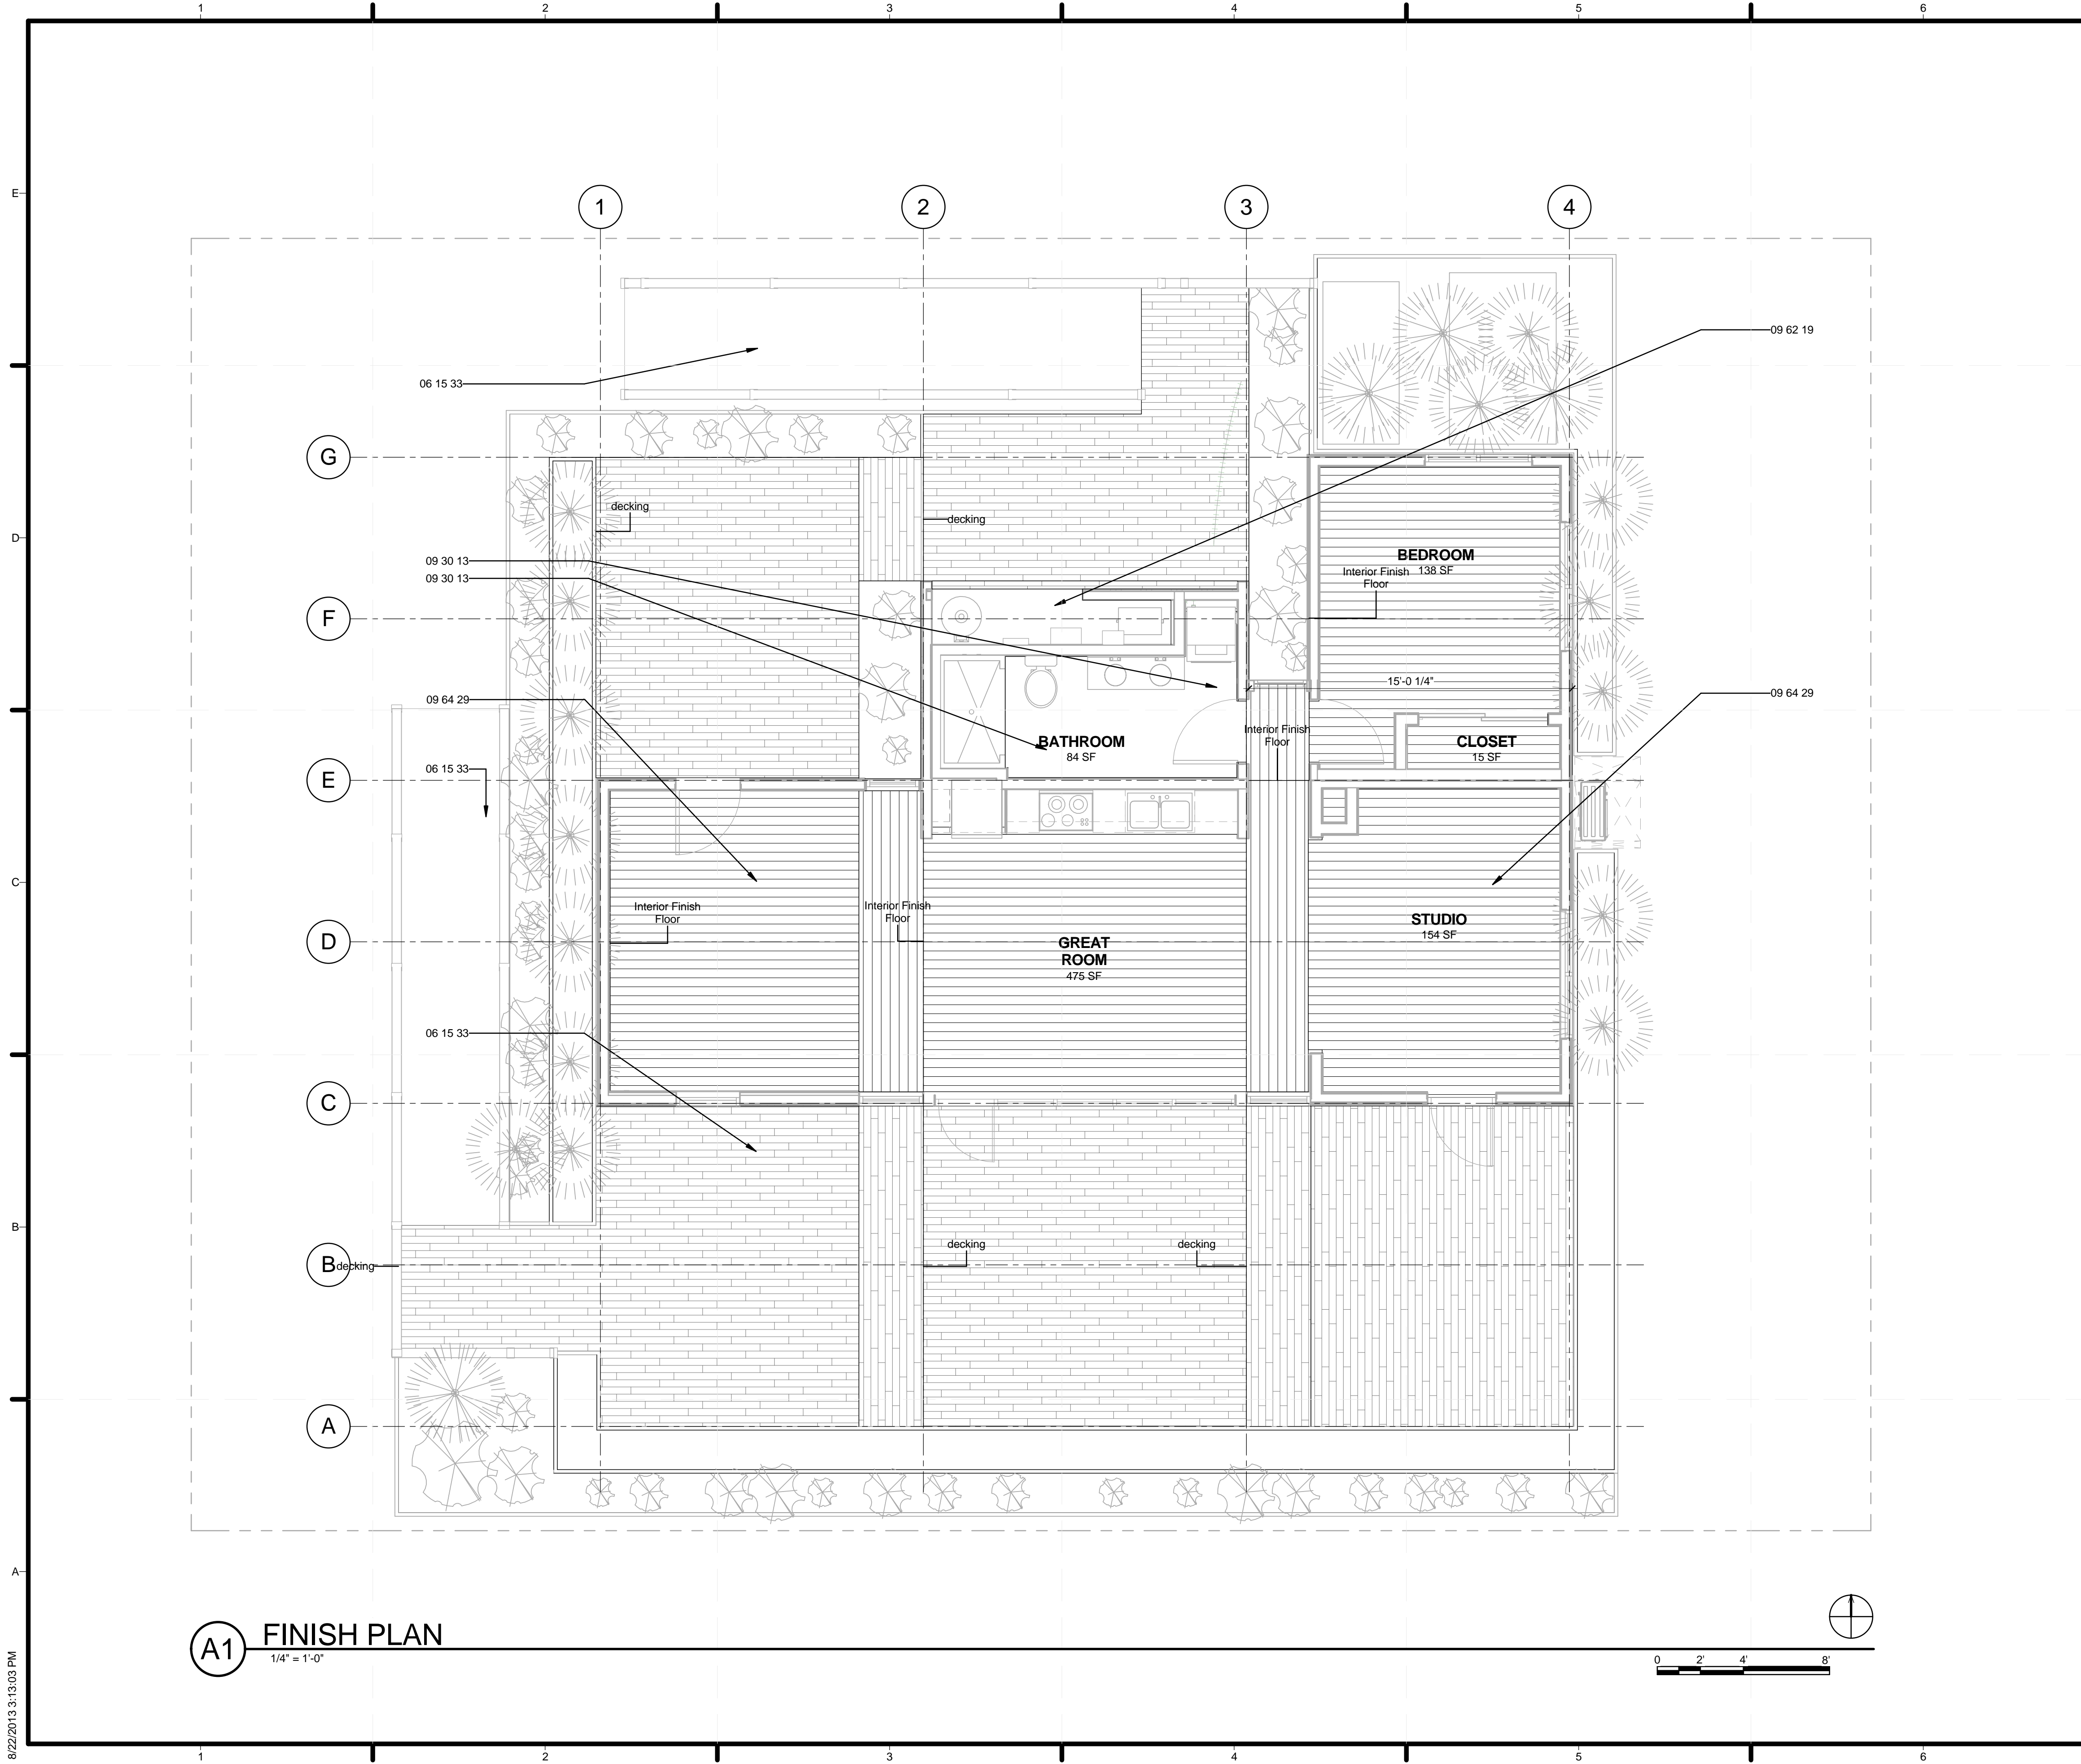 1 2 3 4 5 6
E
1 2 3 4
09 62 19
06 15 33
G
decking
decking
D
09 30 13
09 30 13
BEDROOM
138 SF
Interior Finish
Floor
F
15'-0 1/4"
09 64 29
09 64 29
Interior Finish
Floor
BATHROOM
84 SF
CLOSET
15 SF
06 15 33
E
C
Interior Finish
Floor
Interior Finish
Floor
STUDIO
154 SF
D
GREAT
ROOM
475 SF
06 15 33
C
B
decking
decking
B
decking
A
A
A1
FINISH PLAN
1/4" = 1'-0"
0 2' 4' 8'
8/22/2013 3:13:03 PM
1 2 3 4 5 6